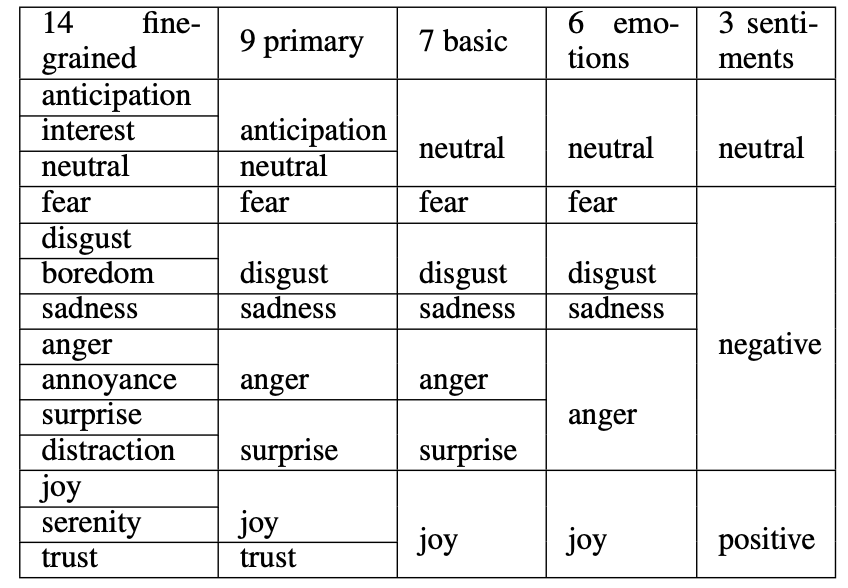 14 fine- 9 primary 7 basic 6 emo- 3 senti-
grained tions ments
anticipation
interest anticipation
neutral neutral neutral neutral neutral
fear fear fear fear
disgust
boredom disgust disgust disgust
sadness sadness sadness sadness
anger negative
annoyance anger anger
surprise anger
distraction surprise surprise
joy
serenity joy joy joy positive
trust trust